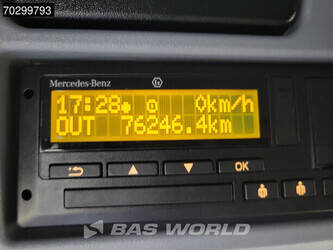 70299793
Mercedes-Benz
17:28 0km/h
OUT 76246.4km
OK
BAS WORLD